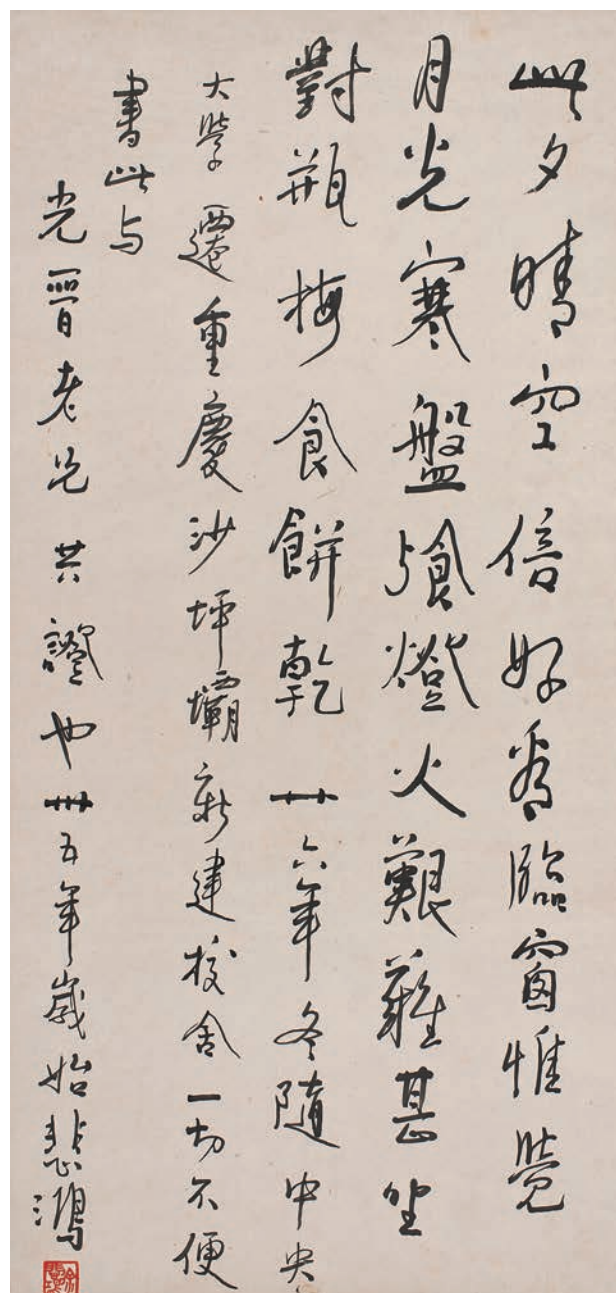 此夕晴空信好看臨窗惟覺
月光寒盤飱燈火艱難甚坐
對瓶梅食餅乾 廿六年冬隨中央
大學遷重慶沙坪壩新建校舍一切不便
書此与
光晋老兄共證也卅五年歲始悲鴻